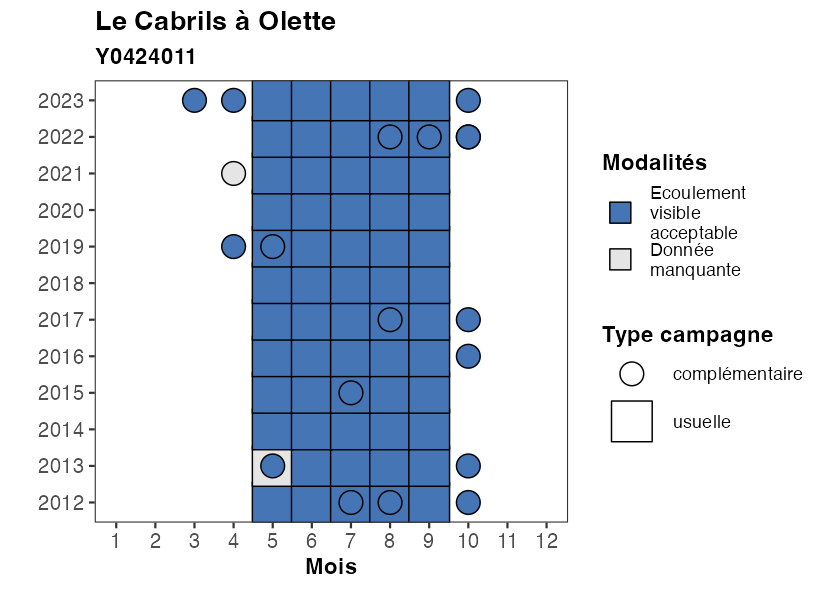 Le Cabrils à Olette
Y0424011
2023
2022
2021
2020
2019
2018
2017
2016
2015
2014
2013
2012
1 2 3 4 5 6 7 8 9 10 11 12
Mois
Modalités
Ecoulement
visible
acceptable
Donnée
manquante
Type campagne
complémentaire
usuelle